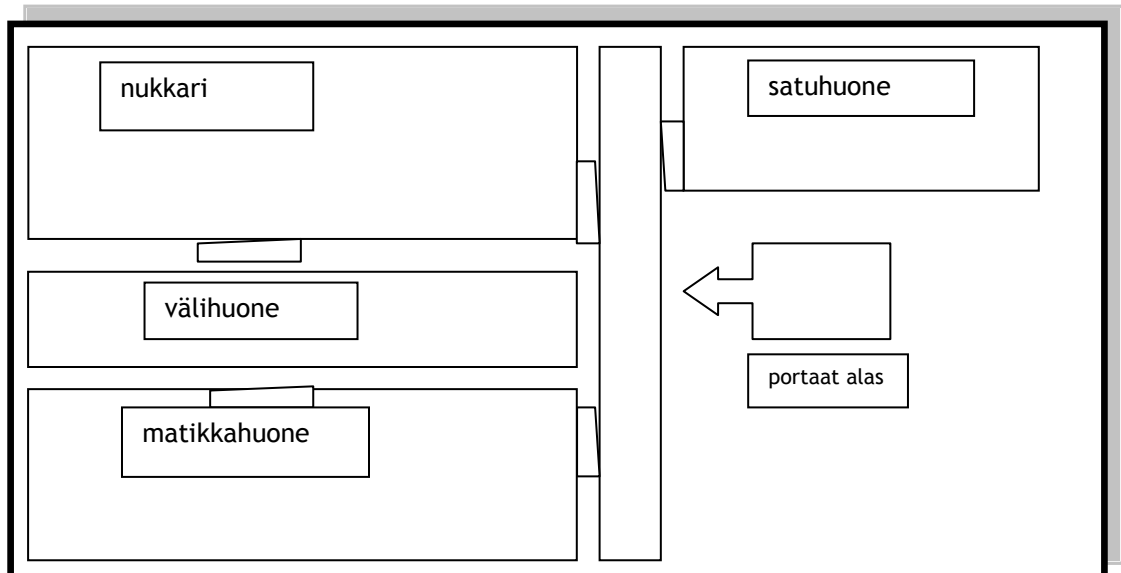 nukkari
satuhuone
välihuone
portaat alas
matikkahuone